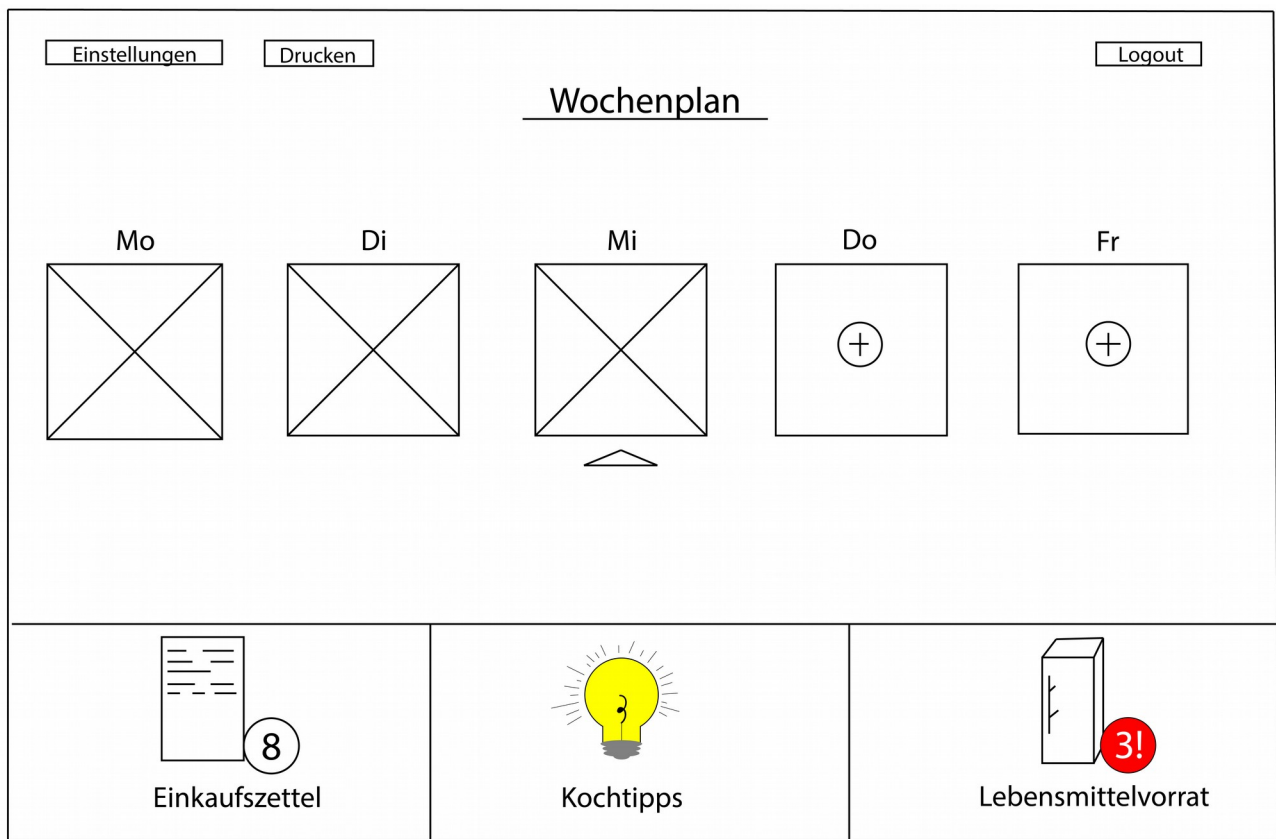 Einstellungen Drucken Logout
Wochenplan
Mo Di Mi Do Fr
8 3!
Einkaufszettel Kochtipps Lebensmittelvorrat